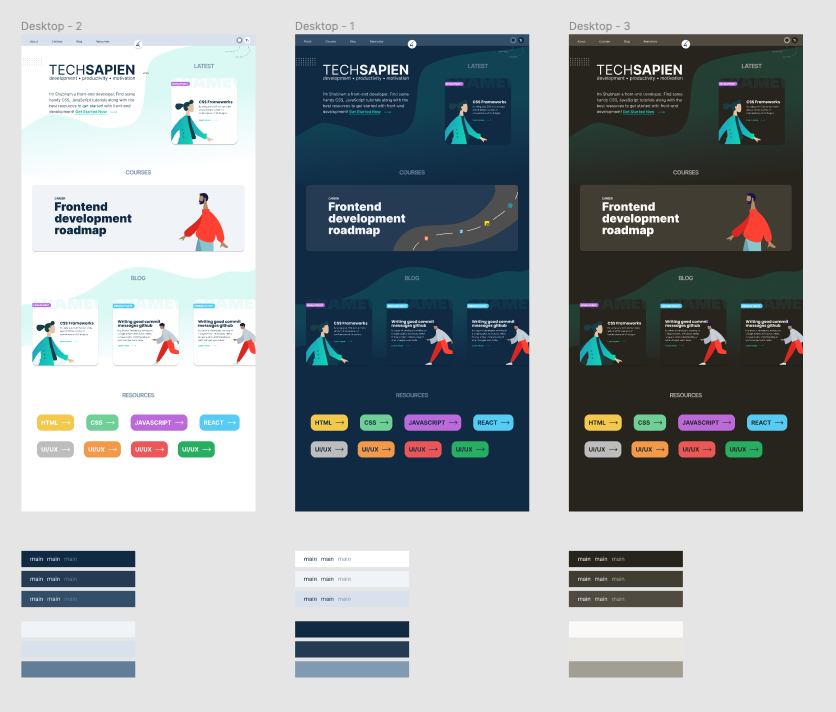 Desktop - 2
About Courses Blog Resources
TECHSAPIEN
development • productivity • motivation
I'm Shubham a front-end developer. Find some
handy CSS, JavaScript tutorials along with the
best resources to get started with front-end
development! Get Started Now
LATEST
CSS Frameworks
COURSES
CAREER
Frontend
development
roadmap
BLOG
CSS Frameworks
Writing good commit
messages github
Writing good commit
messages github
RESOURCES
HTML → CSS → JAVASCRIPT → REACT →
UI/UX → UI/UX → UI/UX → UI/UX →
main main main
main main main
main main main
Desktop - 1
About Courses Blog Resources
TECHSAPIEN
development • productivity • motivation
I'm Shubham a front-end developer. Find some
handy CSS, JavaScript tutorials along with the
best resources to get started with front-end
development! Get Started Now
LATEST
CSS Frameworks
COURSES
CAREER
Frontend
development
roadmap
BLOG
CSS Frameworks
Writing good commit
messages github
Writing good commit
messages github
RESOURCES
HTML → CSS → JAVASCRIPT → REACT →
UI/UX → UI/UX → UI/UX → UI/UX →
main main main
main main main
main main main
Desktop - 3
About Courses Blog Resources
TECHSAPIEN
development • productivity • motivation
I'm Shubham a front-end developer. Find some
handy CSS, JavaScript tutorials along with the
best resources to get started with front-end
development! Get Started Now
LATEST
CSS Frameworks
COURSES
CAREER
Frontend
development
roadmap
BLOG
CSS Frameworks
Writing good commit
messages github
Writing good commit
messages github
RESOURCES
HTML → CSS → JAVASCRIPT → REACT →
UI/UX → UI/UX → UI/UX → UI/UX →
main main main
main main main
main main main